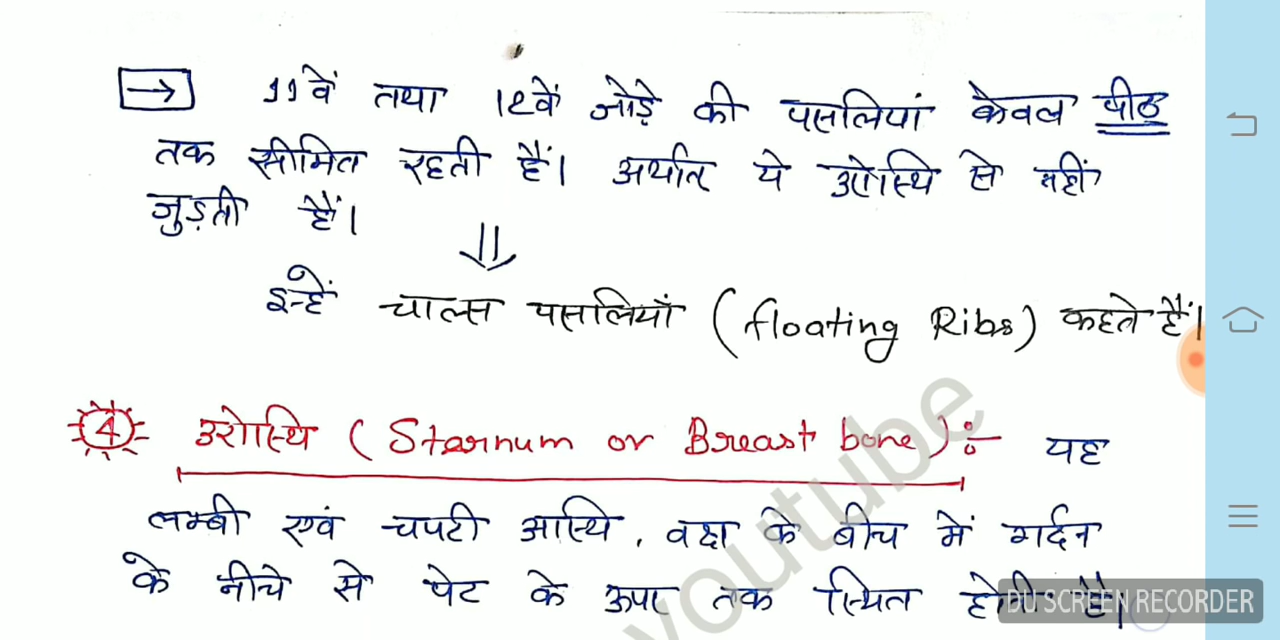 → 11वें तथा 12वें जोड़े की पसलियां केवल पीठ
तक सीमित रहती हैं। अर्थात ये उरोस्थि से नहीं
जुड़ती हैं।
⇓
इन्हें चाल्स पसलियाँ (floating Ribs) कहते हैं।
④ उरोस्थि (Starnum or Breast bone) ÷ यह
लम्बी एवं चपटी अस्थि, वक्ष के बीच में गर्दन
के नीचे से पेट के ऊपर तक स्थित होती है।
youtube
DU SCREEN RECORDER